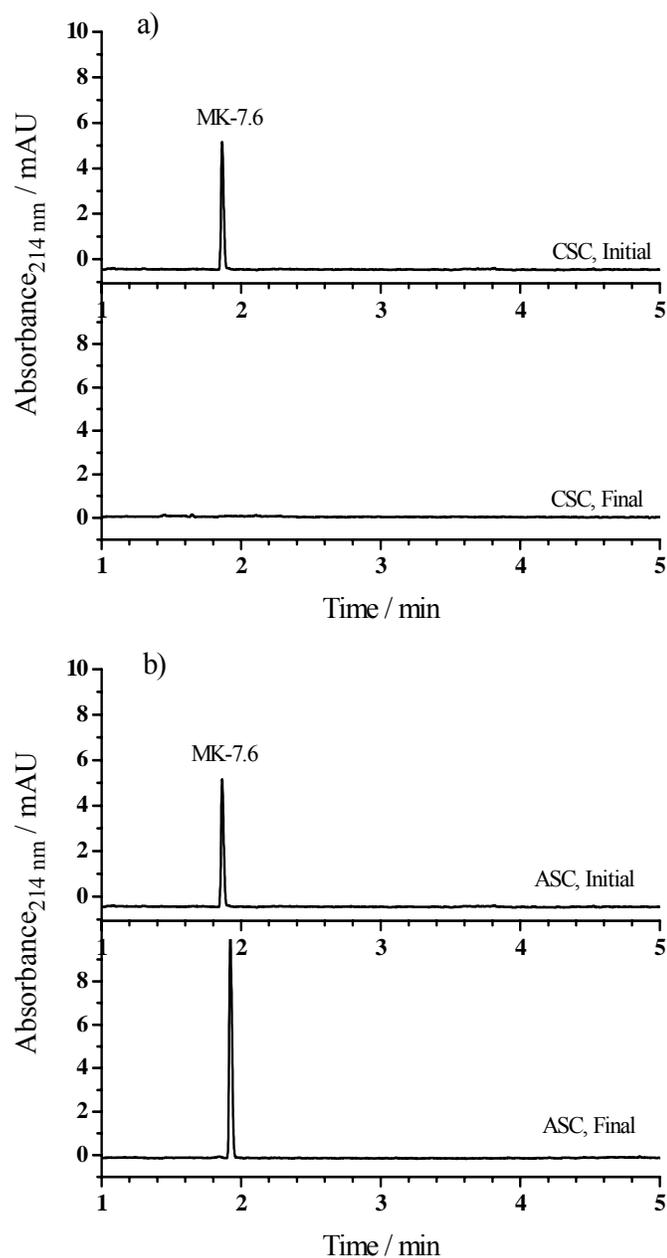 a)
10
8
6
4
2
0
MK-7.6
CSC, Initial
1 2 3 4 5
8
6
4
2
0
CSC, Final
1 2 3 4 5
Absorbance214 nm / mAU
Time / min
b)
10
8
6
4
2
0
MK-7.6
ASC, Initial
1 2 3 4 5
8
6
4
2
0
ASC, Final
1 2 3 4 5
Absorbance214 nm / mAU
Time / min